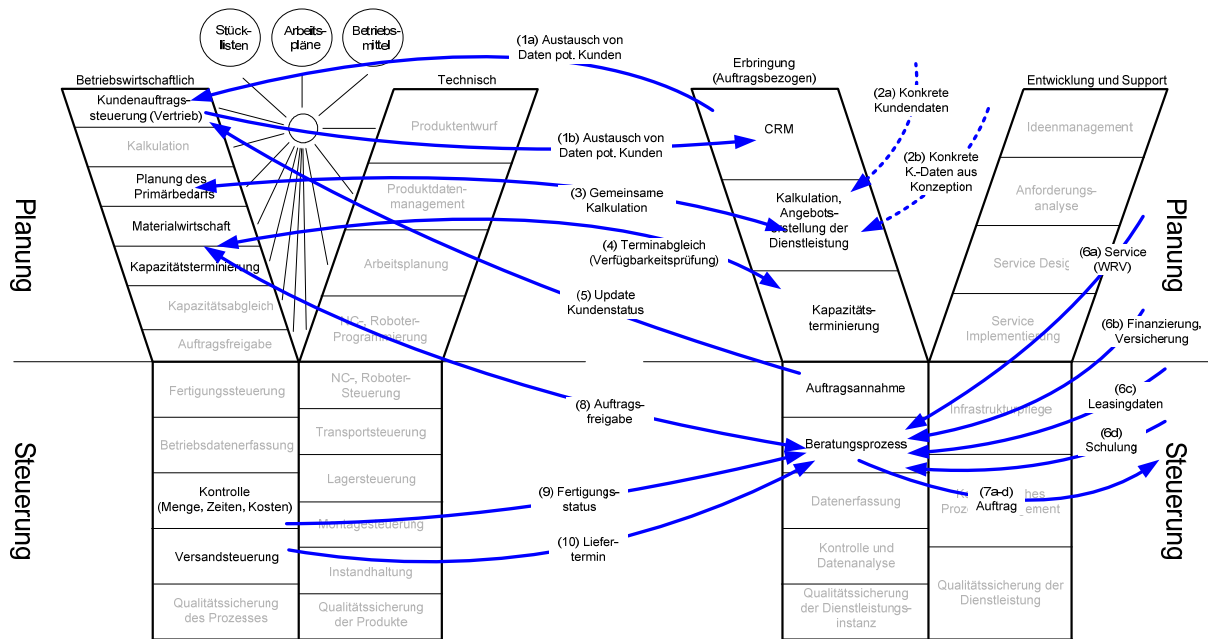 Stück-
listen
Arbeits-
pläne
Betriebs-
mittel
Betriebswirtschaftlich
Technisch
Kundenauftrags-
steuerung (Vertrieb)
Kalkulation
Planung des
Primärbedarfs
Materialwirtschaft
Kapazitätsterminierung
Kapazitätsabgleich
Auftragsfreigabe
Produktentwurf
Produktdaten-
management
Arbeitsplanung
NC-, Roboter-
Programmierung
Planung
Steuerung
Fertigungssteuerung
Betriebsdatenerfassung
Kontrolle
(Menge, Zeiten, Kosten)
Versandsteuerung
Qualitätssicherung
des Prozesses
NC-, Roboter-
Steuerung
Transportsteuerung
Lagersteuerung
Montagesteuerung
Instandhaltung
Qualitätssicherung
der Produkte
(1a) Austausch von
Daten pot. Kunden
(1b) Austausch von
Daten pot. Kunden
(3) Gemeinsame
Kalkulation
(4) Terminabgleich
(Verfügbarkeitsprüfung)
(5) Update
Kundenstatus
(8) Auftrags-
freigabe
(9) Fertigungs-
status
(10) Liefer-
termin
Erbringung
(Auftragsbezogen)
Entwicklung und Support
CRM
Kalkulation,
Angebots-
erstellung der
Dienstleistung
Kapazitäts-
terminierung
(2a) Konkrete
Kundendaten
(2b) Konkrete
K.-Daten aus
Konzeption
Ideenmanagement
Anforderungs-
analyse
Service Desig
Service
Implementierung
Planung
Steuerung
(6a) Service
(WRV)
(6b) Finanzierung,
Versicherung
(6c)
Leasingdaten
(6d)
Schulung
(7a-d)
Auftrag
Auftragsannahme
Beratungsprozess
Datenerfassung
Kontrolle und
Datenanalyse
Qualitätssicherung
der Dienstleistungs-
instanz
Infrastrukturpflege
Qualitätssicherung der
Dienstleistung